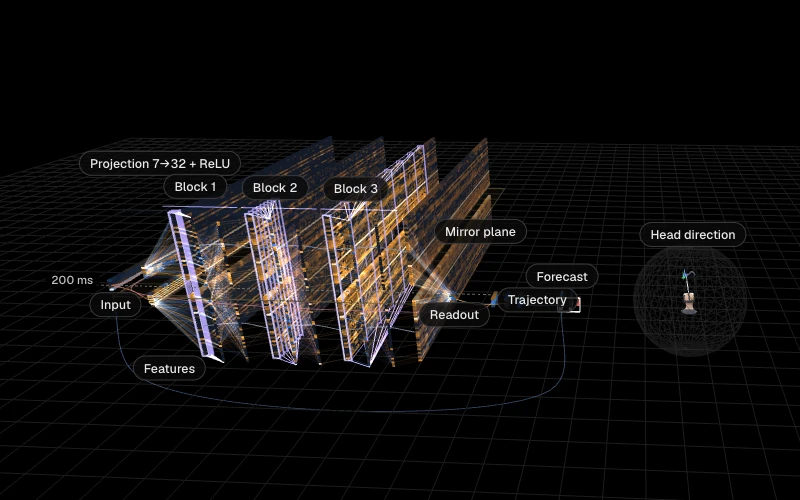 Projection 7→32 + ReLU
Block 1
Block 2
Block 3
Mirror plane
Head direction
200 ms
Input
Forecast
Trajectory
Readout
Features